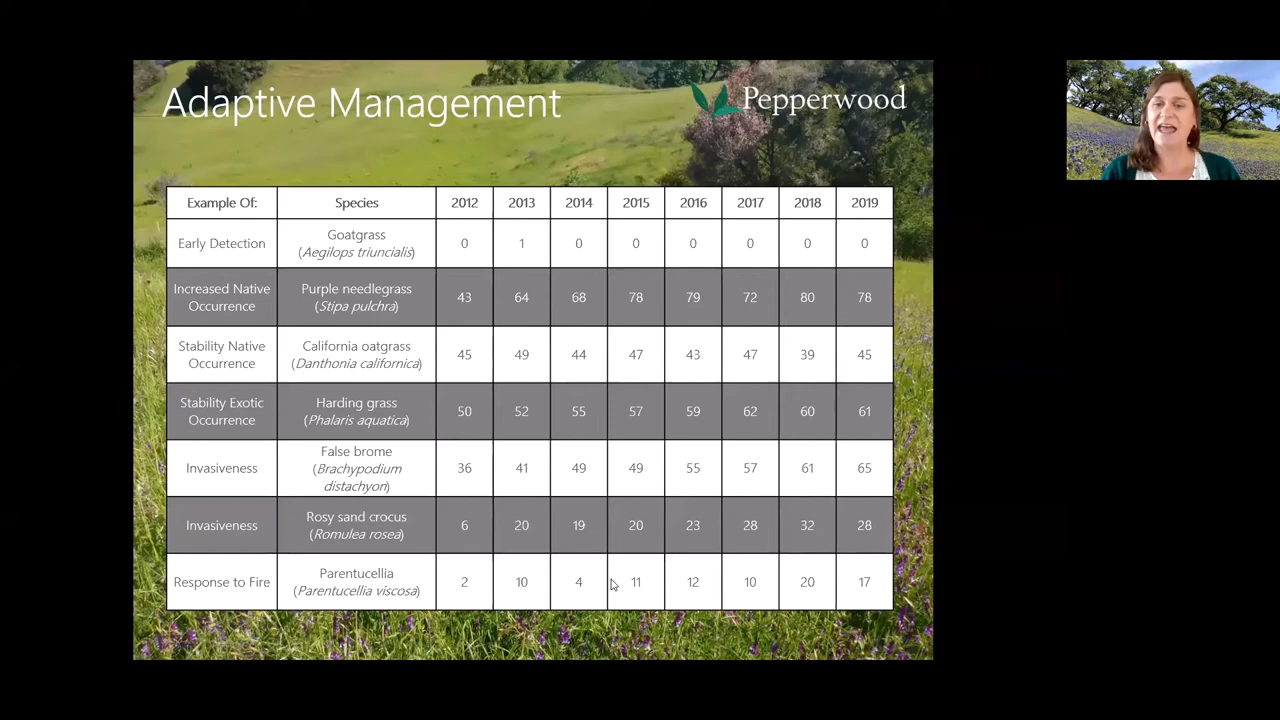 Adaptive Management
Pepperwood
Example Of: Species 2012 2013 2014 2015 2016 2017 2018 2019
Early Detection Goatgrass (Aegilops triuncialis) 0 1 0 0 0 0 0 0
Increased Native Occurrence Purple needlegrass (Stipa pulchra) 43 64 68 78 79 72 80 78
Stability Native Occurrence California oatgrass (Danthonia californica) 45 49 44 47 43 47 39 45
Stability Exotic Occurrence Harding grass (Phalaris aquatica) 50 52 55 57 59 62 60 61
Invasiveness False brome (Brachypodium distachyon) 36 41 49 49 55 57 61 65
Invasiveness Rosy sand crocus (Romulea rosea) 6 20 19 20 23 28 32 28
Response to Fire Parentucellia (Parentucellia viscosa) 2 10 4 11 12 10 20 17